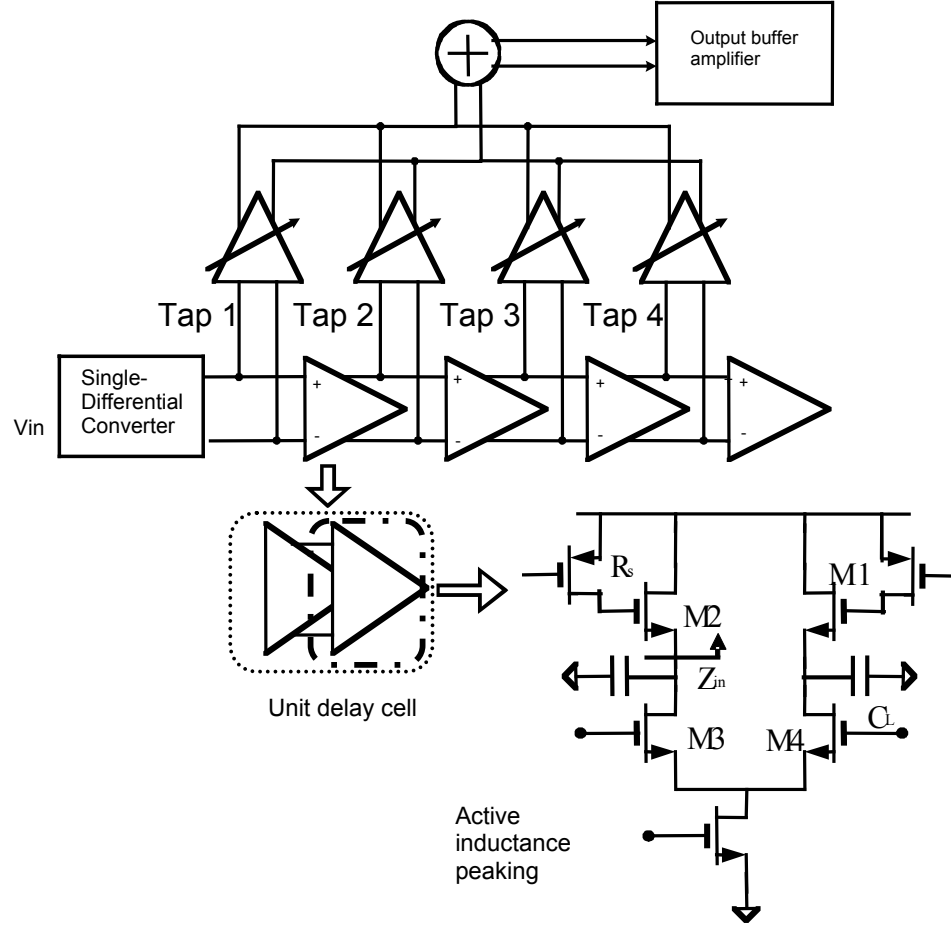 Output buffer
amplifier
Tap 1
Tap 2
Tap 3
Tap 4
Single-
Differential
Converter
Vin
+
-
+
-
+
-
+
-
Unit delay cell
Rs
M1
M2
Zin
M3
M4
CL
Active
inductance
peaking